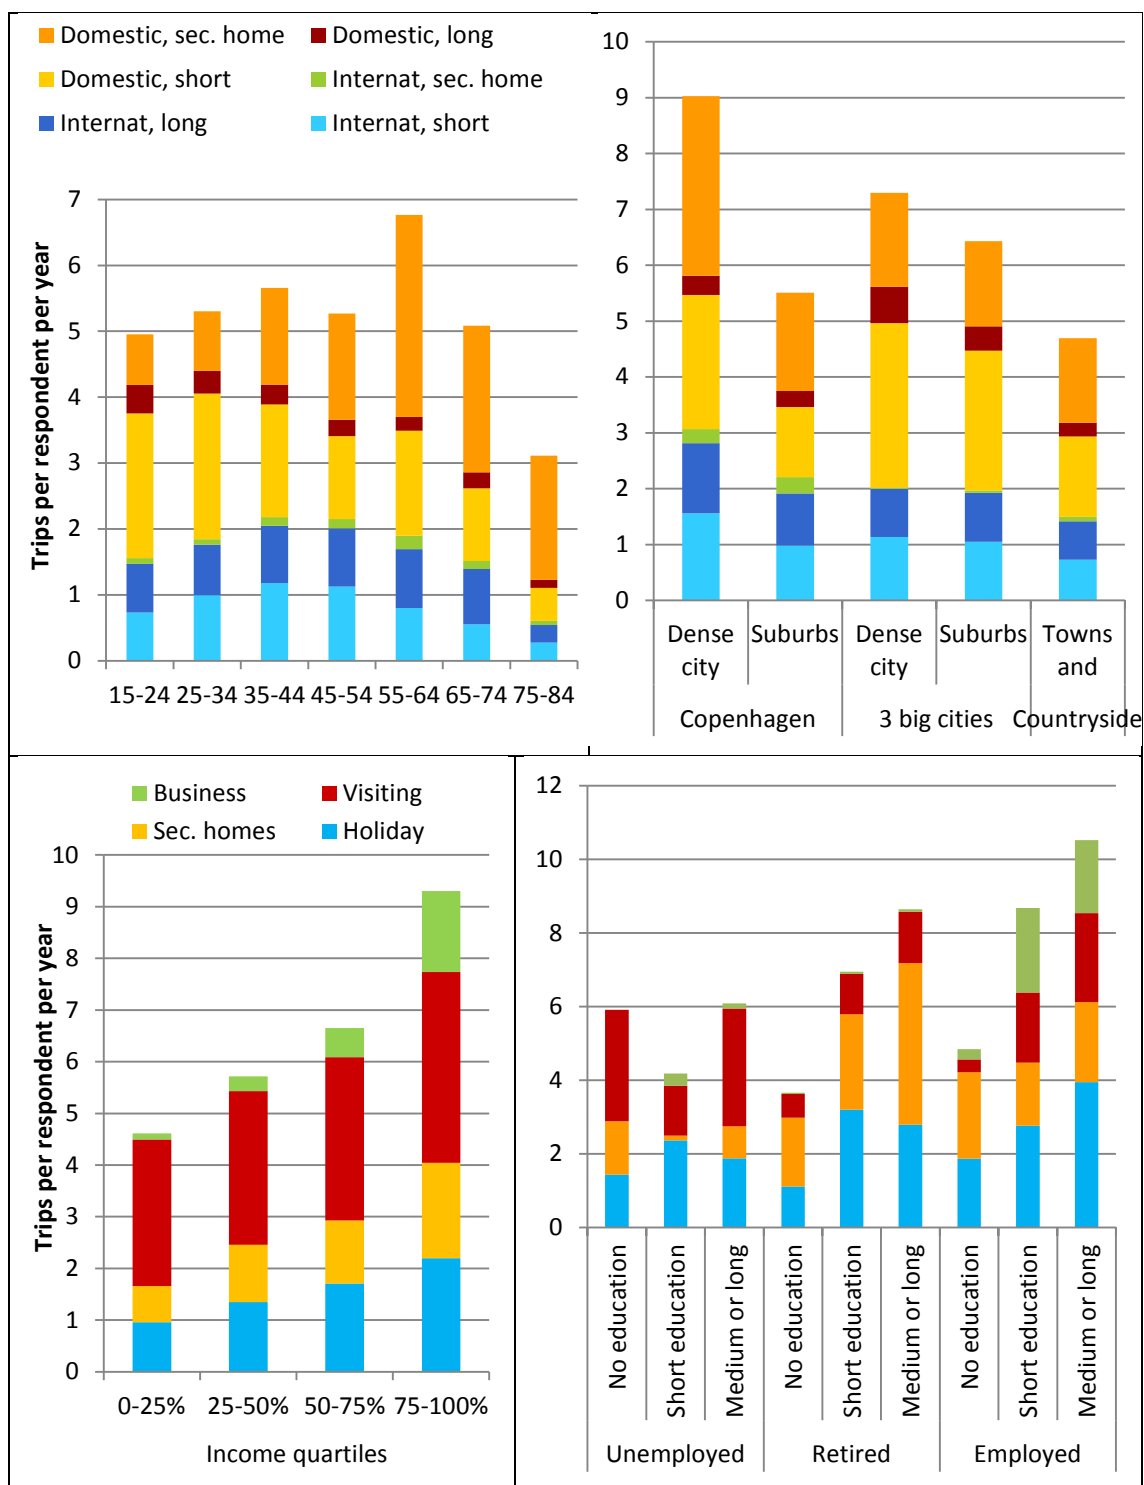 Domestic, sec. home Domestic, long
Domestic, short Internat, sec. home
Internat, long Internat, short
Trips per respondent per year
7
6
5
4
3
2
1
0
15-24 25-34 35-44 45-54 55-64 65-74 75-84
10
9
8
7
6
5
4
3
2
1
0
Dense city Suburbs Dense city Suburbs Towns and
Copenhagen 3 big cities Countryside
Business Visiting
Sec. homes Holiday
Trips per respondent per year
10
9
8
7
6
5
4
3
2
1
0
0-25% 25-50% 50-75% 75-100%
Income quartiles
12
10
8
6
4
2
0
No education
Short education
Medium or long
No education
Short education
Medium or long
No education
Short education
Medium or long
Unemployed Retired Employed